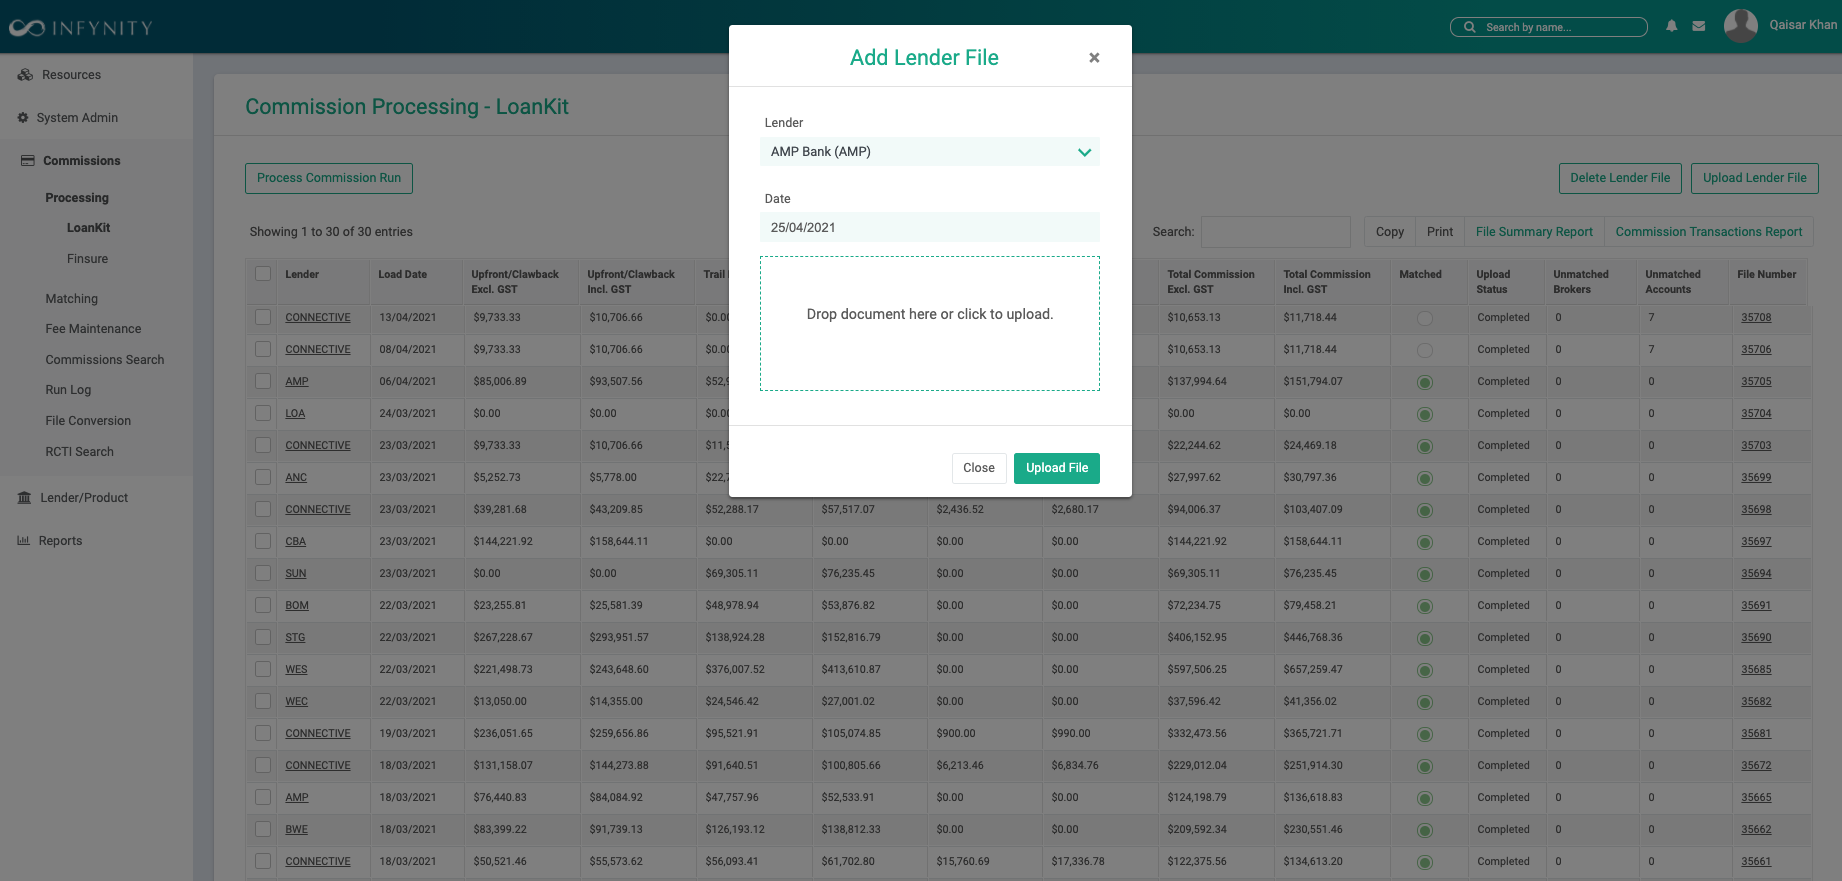 INFYNITY
Search by name...
Qaisar Khan
Resources
System Admin
Commissions
Processing
LoanKit
Finsure
Matching
Fee Maintenance
Commissions Search
Run Log
File Conversion
RCTI Search
Lender/Product
Reports
Commission Processing - LoanKit
Process Commission Run
Delete Lender File
Upload Lender File
Showing 1 to 30 of 30 entries
Search:
Copy
Print
File Summary Report
Commission Transactions Report
Add Lender File
×
Lender
AMP Bank (AMP)
Date
25/04/2021
Drop document here or click to upload.
Close
Upload File
Lender Load Date Upfront/Clawback Excl. GST Upfront/Clawback Incl. GST Trail Total Commission Excl. GST Total Commission Incl. GST Matched Upload Status Unmatched Brokers Unmatched Accounts File Number
CONNECTIVE 13/04/2021 $9,733.33 $10,706.66 $0.00 $10,653.13 $11,718.44 Completed 0 7 35708
CONNECTIVE 08/04/2021 $9,733.33 $10,706.66 $0.00 $10,653.13 $11,718.44 Completed 0 7 35706
AMP 06/04/2021 $85,006.89 $93,507.56 $52,9 $137,994.64 $151,794.07 Completed 0 0 35705
LOA 24/03/2021 $0.00 $0.00 $0.00 $0.00 $0.00 Completed 0 0 35704
CONNECTIVE 23/03/2021 $9,733.33 $10,706.66 $11,5 $22,244.62 $24,469.18 Completed 0 0 35703
ANC 23/03/2021 $5,252.73 $5,778.00 $22,7 $27,997.62 $30,797.36 Completed 0 0 35699
CONNECTIVE 23/03/2021 $39,281.68 $43,209.85 $52,288.17 $57,517.07 $2,436.52 $2,680.17 $94,006.37 $103,407.09 Completed 0 0 35698
CBA 23/03/2021 $144,221.92 $158,644.11 $0.00 $0.00 $0.00 $0.00 $144,221.92 $158,644.11 Completed 0 0 35697
SUN 23/03/2021 $0.00 $0.00 $69,305.11 $76,235.45 $0.00 $0.00 $69,305.11 $76,235.45 Completed 0 0 35694
BOM 22/03/2021 $23,255.81 $25,581.39 $48,978.94 $53,876.82 $0.00 $0.00 $72,234.75 $79,458.21 Completed 0 0 35691
STG 22/03/2021 $267,228.67 $293,951.57 $138,924.28 $152,816.79 $0.00 $0.00 $406,152.95 $446,768.36 Completed 0 0 35690
WES 22/03/2021 $221,498.73 $243,648.60 $376,007.52 $413,610.87 $0.00 $0.00 $597,506.25 $657,259.47 Completed 0 0 35685
WEC 22/03/2021 $13,050.00 $14,355.00 $24,546.42 $27,001.02 $0.00 $0.00 $37,596.42 $41,356.02 Completed 0 0 35682
CONNECTIVE 19/03/2021 $236,051.65 $259,656.86 $95,521.91 $105,074.85 $900.00 $990.00 $332,473.56 $365,721.71 Completed 0 0 35681
CONNECTIVE 18/03/2021 $131,158.07 $144,273.88 $91,640.51 $100,805.66 $6,213.46 $6,834.76 $229,012.04 $251,914.30 Completed 0 0 35672
AMP 18/03/2021 $76,440.83 $84,084.92 $47,757.96 $52,533.91 $0.00 $0.00 $124,198.79 $136,618.83 Completed 0 0 35665
BWE 18/03/2021 $83,399.22 $91,739.13 $126,193.12 $138,812.33 $0.00 $0.00 $209,592.34 $230,551.46 Completed 0 0 35662
CONNECTIVE 18/03/2021 $50,521.46 $55,573.62 $56,093.41 $61,702.80 $15,760.69 $17,336.78 $122,375.56 $134,613.20 Completed 0 0 35661